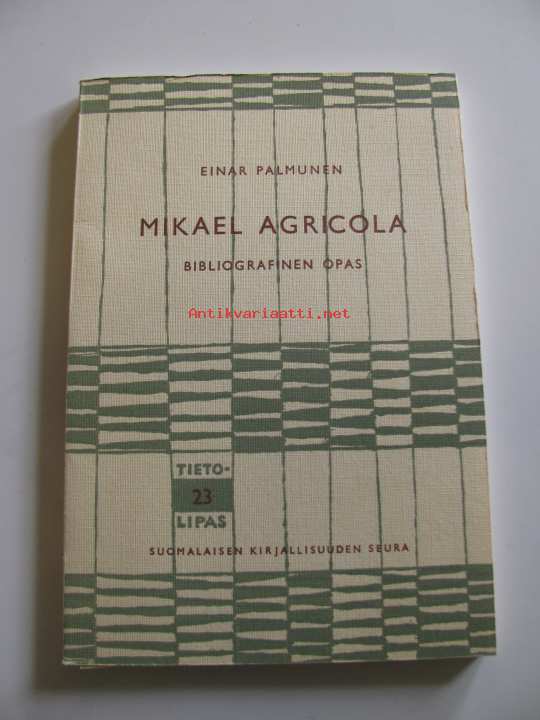 EINAR PALMUNEN
MIKAEL AGRICOLA
BIBLIOGRAFINEN OPAS
Antikvariaatti.net
TIETO-
23
LIPAS
SUOMALAISEN KIRJALLISUUDEN SEURA